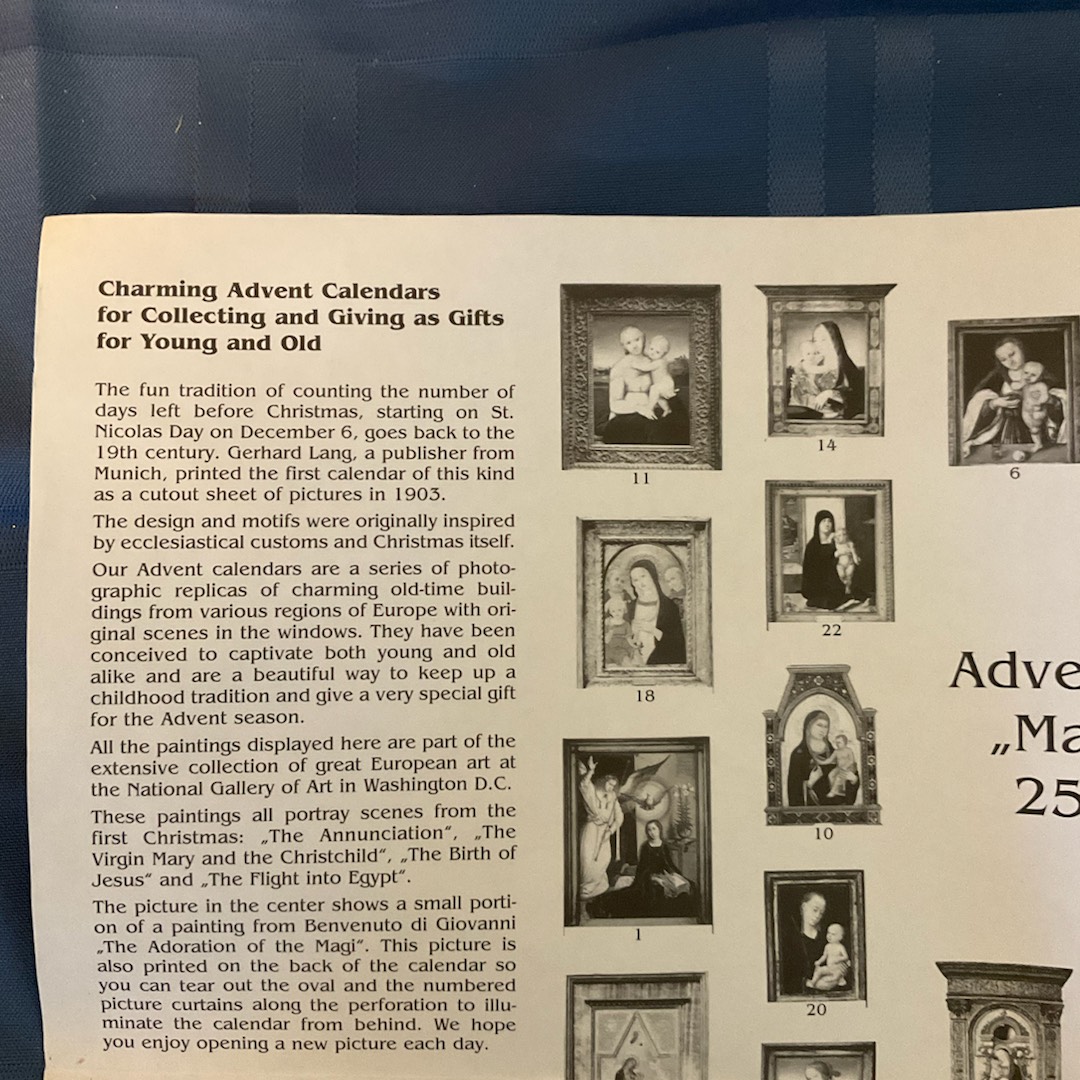 Charming Advent Calendars
for Collecting and Giving as Gifts
for Young and Old
The fun tradition of counting the number of
days left before Christmas, starting on St.
Nicolas Day on December 6, goes back to the
19th century. Gerhard Lang, a publisher from
Munich, printed the first calendar of this kind
as a cutout sheet of pictures in 1903.
The design and motifs were originally inspired
by ecclesiastical customs and Christmas itself.
Our Advent calendars are a series of photo-
graphic replicas of charming old-time buil-
dings from various regions of Europe with ori-
ginal scenes in the windows. They have been
conceived to captivate both young and old
alike and are a beautiful way to keep up a
childhood tradition and give a very special gift
for the Advent season.
All the paintings displayed here are part of the
extensive collection of great European art at
the National Gallery of Art in Washington D.C.
These paintings all portray scenes from the
first Christmas: „The Annunciation“, „The
Virgin Mary and the Christchild“, „The Birth of
Jesus“ and „The Flight into Egypt“.
The picture in the center shows a small porti-
on of a painting from Benvenuto di Giovanni
„The Adoration of the Magi“. This picture is
also printed on the back of the calendar so
you can tear out the oval and the numbered
picture curtains along the perforation to illu-
minate the calendar from behind. We hope
you enjoy opening a new picture each day.
11
14
6
18
22
10
1
20
Adve
„Ma
25